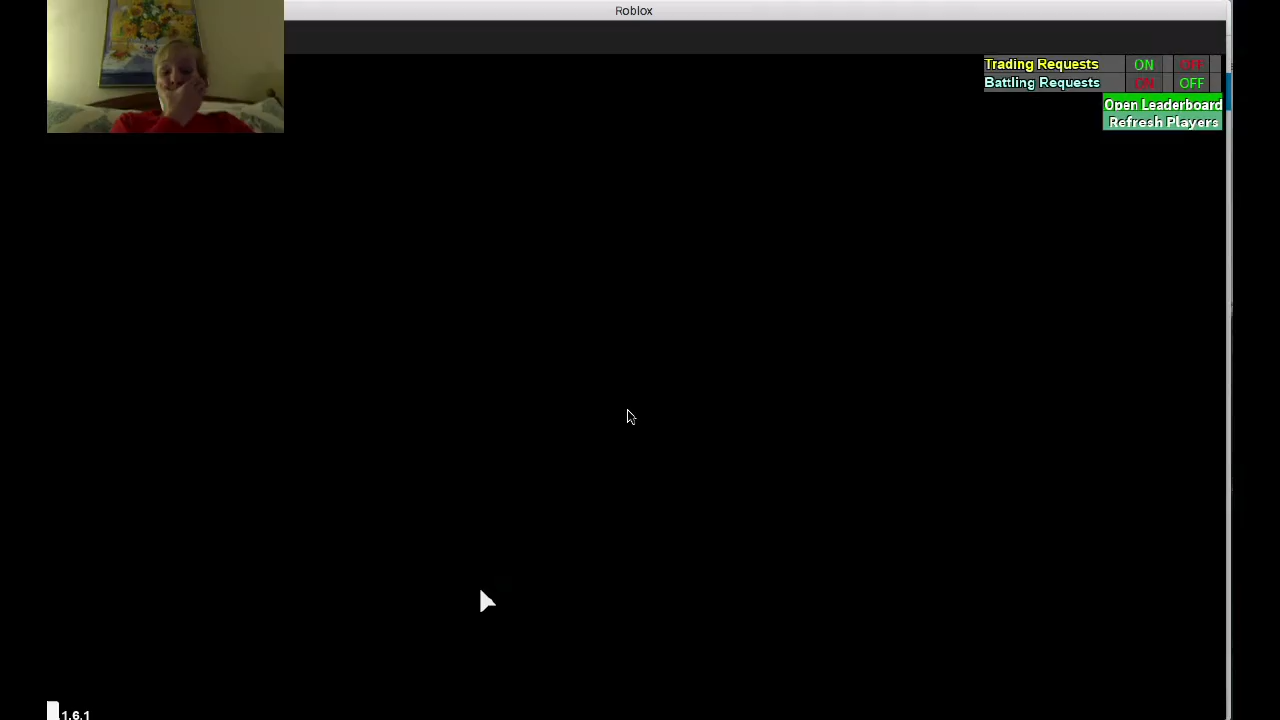 Roblox
Trading Requests ON OFF
Battling Requests ON OFF
Open Leaderboard
Refresh Players
1.6.1